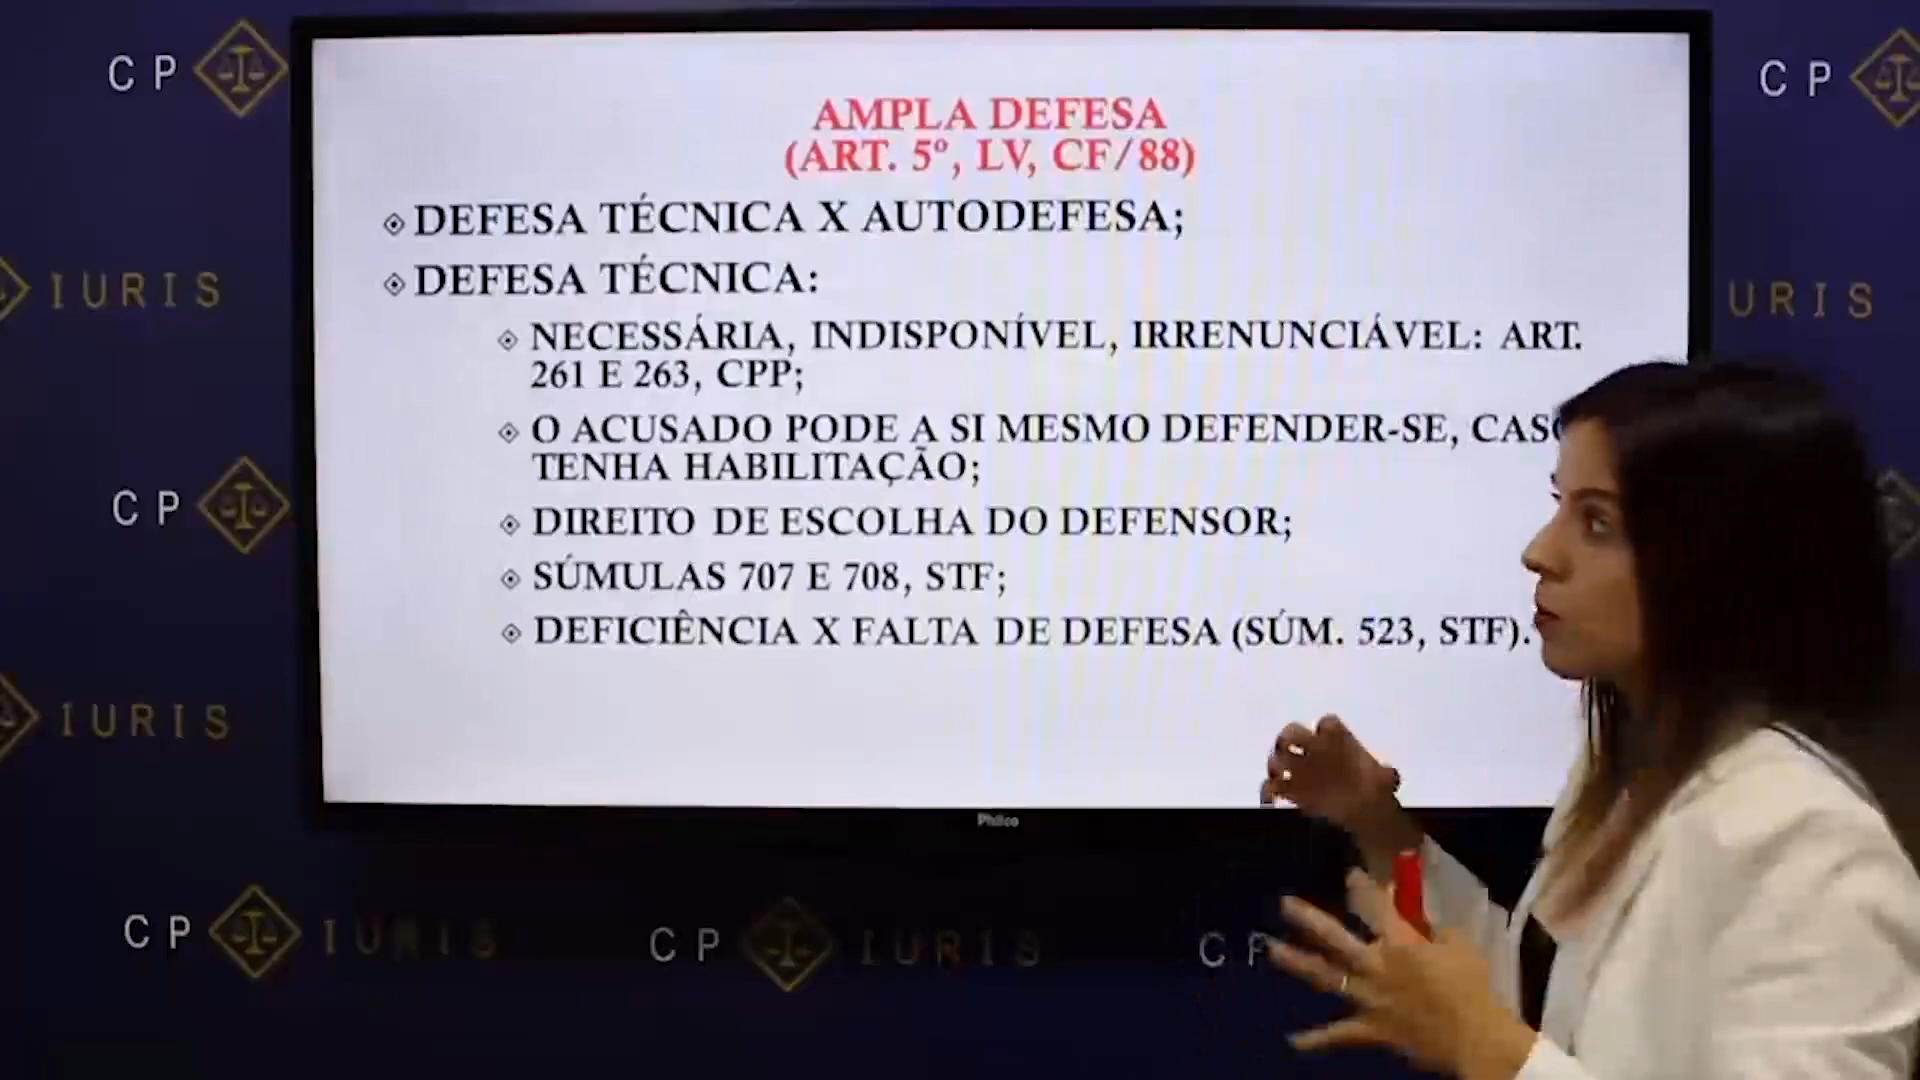 CP
CP
AMPLA DEFESA
(ART. 5º, LV, CF/88)
DEFESA TÉCNICA X AUTODEFESA;
IURIS
DEFESA TÉCNICA:
URIS
NECESSÁRIA, INDISPONÍVEL, IRRENUNCIÁVEL: ART.
261 E 263, CPP;
O ACUSADO PODE A SI MESMO DEFENDER-SE, CASO
TENHA HABILITAÇÃO;
CP
DIREITO DE ESCOLHA DO DEFENSOR;
SÚMULAS 707 E 708, STF;
DEFICIÊNCIA X FALTA DE DEFESA (SÚM. 523, STF).
IURIS
Philco
CP IURIS
CP IURIS
CP